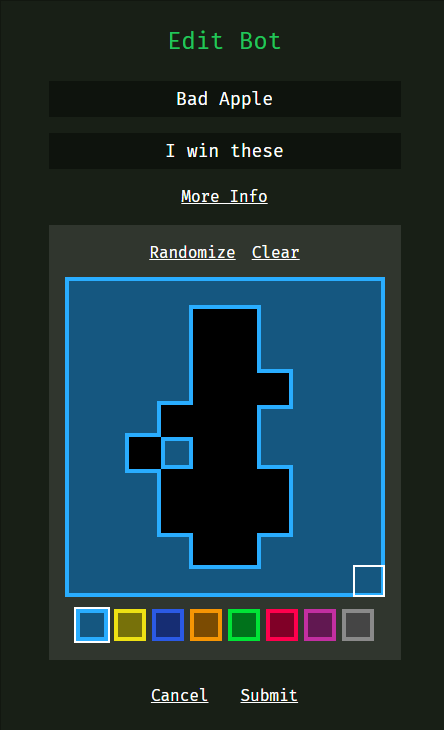 Edit Bot
Bad Apple
I win these
More Info
Randomize Clear
Cancel Submit